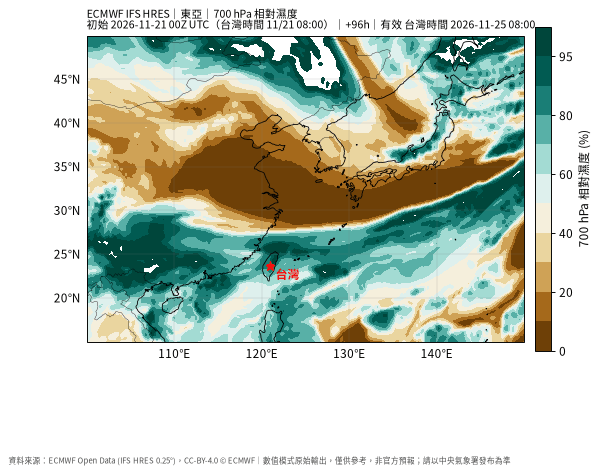 ECMWF IFS HRES｜東亞｜700 hPa 相對濕度
初始 2026-11-21 00Z UTC（台灣時間 11/21 08:00）｜+96h｜有效 台灣時間 2026-11-25 08:00
45°N
40°N
35°N
30°N
25°N
20°N
110°E
120°E
130°E
140°E
台灣
95
80
60
40
20
0
700 hPa 相對濕度 (%)
資料來源：ECMWF Open Data (IFS HRES 0.25°)，CC-BY-4.0 © ECMWF｜數值模式原始輸出，僅供參考，非官方預報；請以中央氣象署發布為準